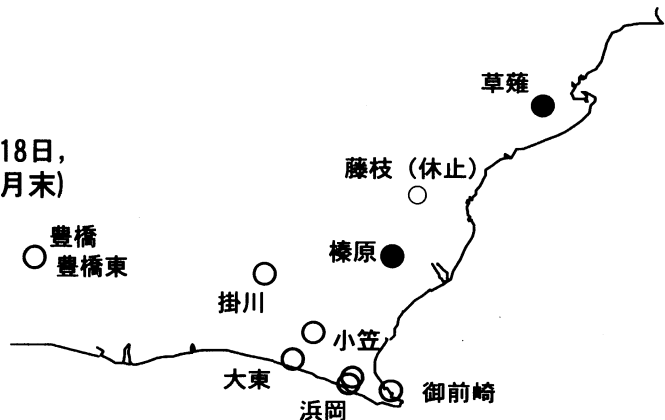 草薙
18日，
月末)
藤枝（休止）
豊橋
豊橋東
榛原
掛川
小笠
大東
御前崎
浜岡